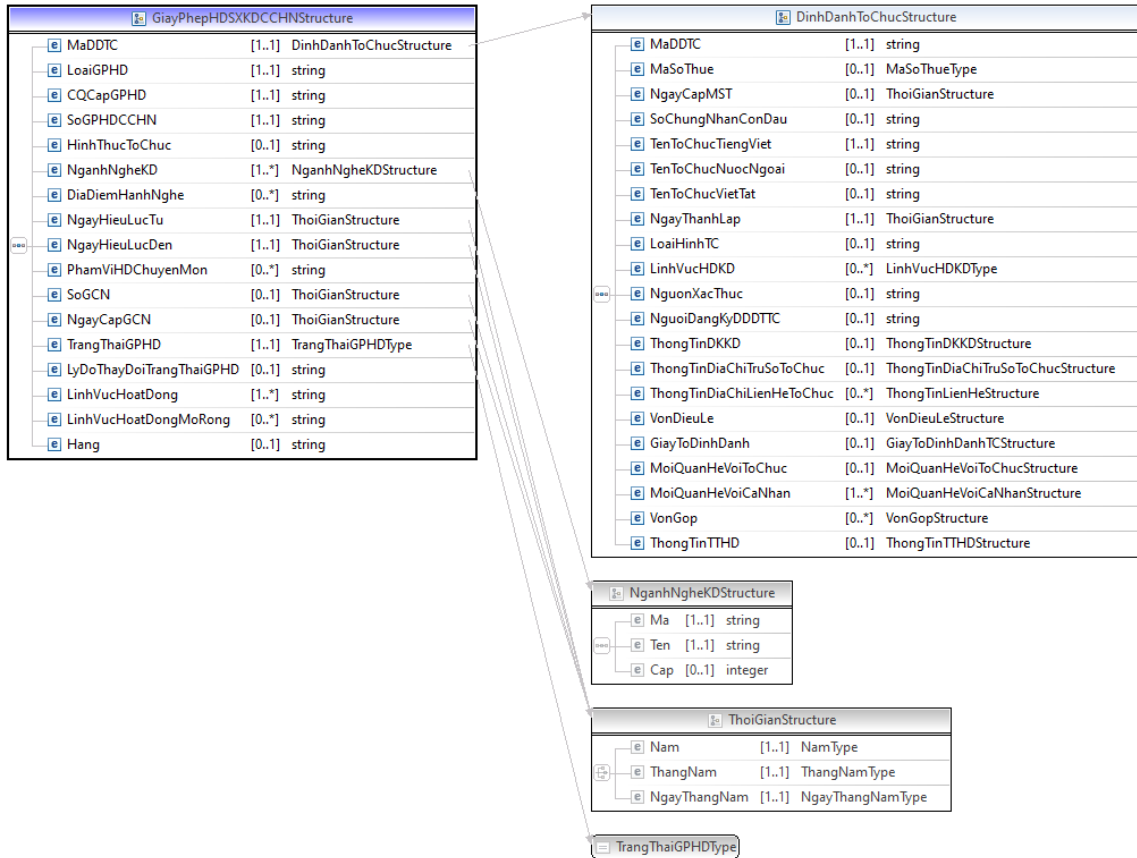 GiayPhepHDSXKDCCHNStructure
MaDDTC [1..1] DinhDanhToChucStructure
LoaiGPHD [1..1] string
CQCapGPHD [1..1] string
SoGPHDCCHN [1..1] string
HinhThucToChuc [0..1] string
NganhNgheKD [1..*] NganhNgheKDStructure
DiaDiemHanhNghe [0..*] string
NgayHieuLucTu [1..1] ThoiGianStructure
NgayHieuLucDen [1..1] ThoiGianStructure
PhamViHDChuyenMon [0..*] string
SoGCN [0..1] ThoiGianStructure
NgayCapGCN [0..1] ThoiGianStructure
TrangThaiGPHD [1..1] TrangThaiGPHDType
LyDoThayDoiTrangThaiGPHD [0..1] string
LinhVucHoatDong [1..*] string
LinhVucHoatDongMoRong [0..*] string
Hang [0..1] string
DinhDanhToChucStructure
MaDDTC [1..1] string
MaSoThue [0..1] MaSoThueType
NgayCapMST [0..1] ThoiGianStructure
SoChungNhanConDau [0..1] string
TenToChucTiengViet [1..1] string
TenToChucNuocNgoai [0..1] string
TenToChucVietTat [0..1] string
NgayThanhLap [1..1] ThoiGianStructure
LoaiHinhTC [0..1] string
LinhVucHDKD [0..*] LinhVucHDKDType
NguonXacThuc [0..1] string
NguoiDangKyDDDTTC [0..1] string
ThongTinDKKD [0..1] ThongTinDKKDStructure
ThongTinDiaChiTruSoToChuc [0..1] ThongTinDiaChiTruSoToChucStructure
ThongTinDiaChiLienHeToChuc [0..*] ThongTinLienHeStructure
VonDieuLe [0..1] VonDieuLeStructure
GiayToDinhDanh [0..1] GiayToDinhDanhTCStructure
MoiQuanHeVoiToChuc [0..1] MoiQuanHeVoiToChucStructure
MoiQuanHeVoiCaNhan [1..*] MoiQuanHeVoiCaNhanStructure
VonGop [0..*] VonGopStructure
ThongTinTTHD [0..1] ThongTinTTHDStructure
NganhNgheKDStructure
Ma [1..1] string
Ten [1..1] string
Cap [0..1] integer
ThoiGianStructure
Nam [1..1] NamType
ThangNam [1..1] ThangNamType
NgayThangNam [1..1] NgayThangNamType
TrangThaiGPHDType